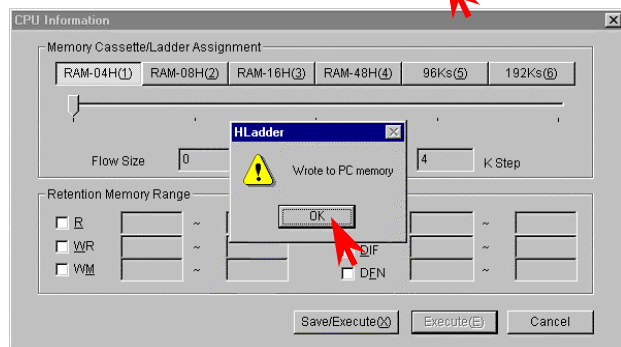 CPU Information
Memory Cassette/Ladder Assignment
RAM-04H(1) RAM-08H(2) RAM-16H(3) RAM-48H(4) 96Ks(5) 192Ks(6)
HLadder
Flow Size 0 4 K Step
Wrote to PC memory
OK
Retention Memory Range
R ~ ~
WR ~ DIF ~
WM ~ DFN ~
Save/Execute(X) Execute(E) Cancel